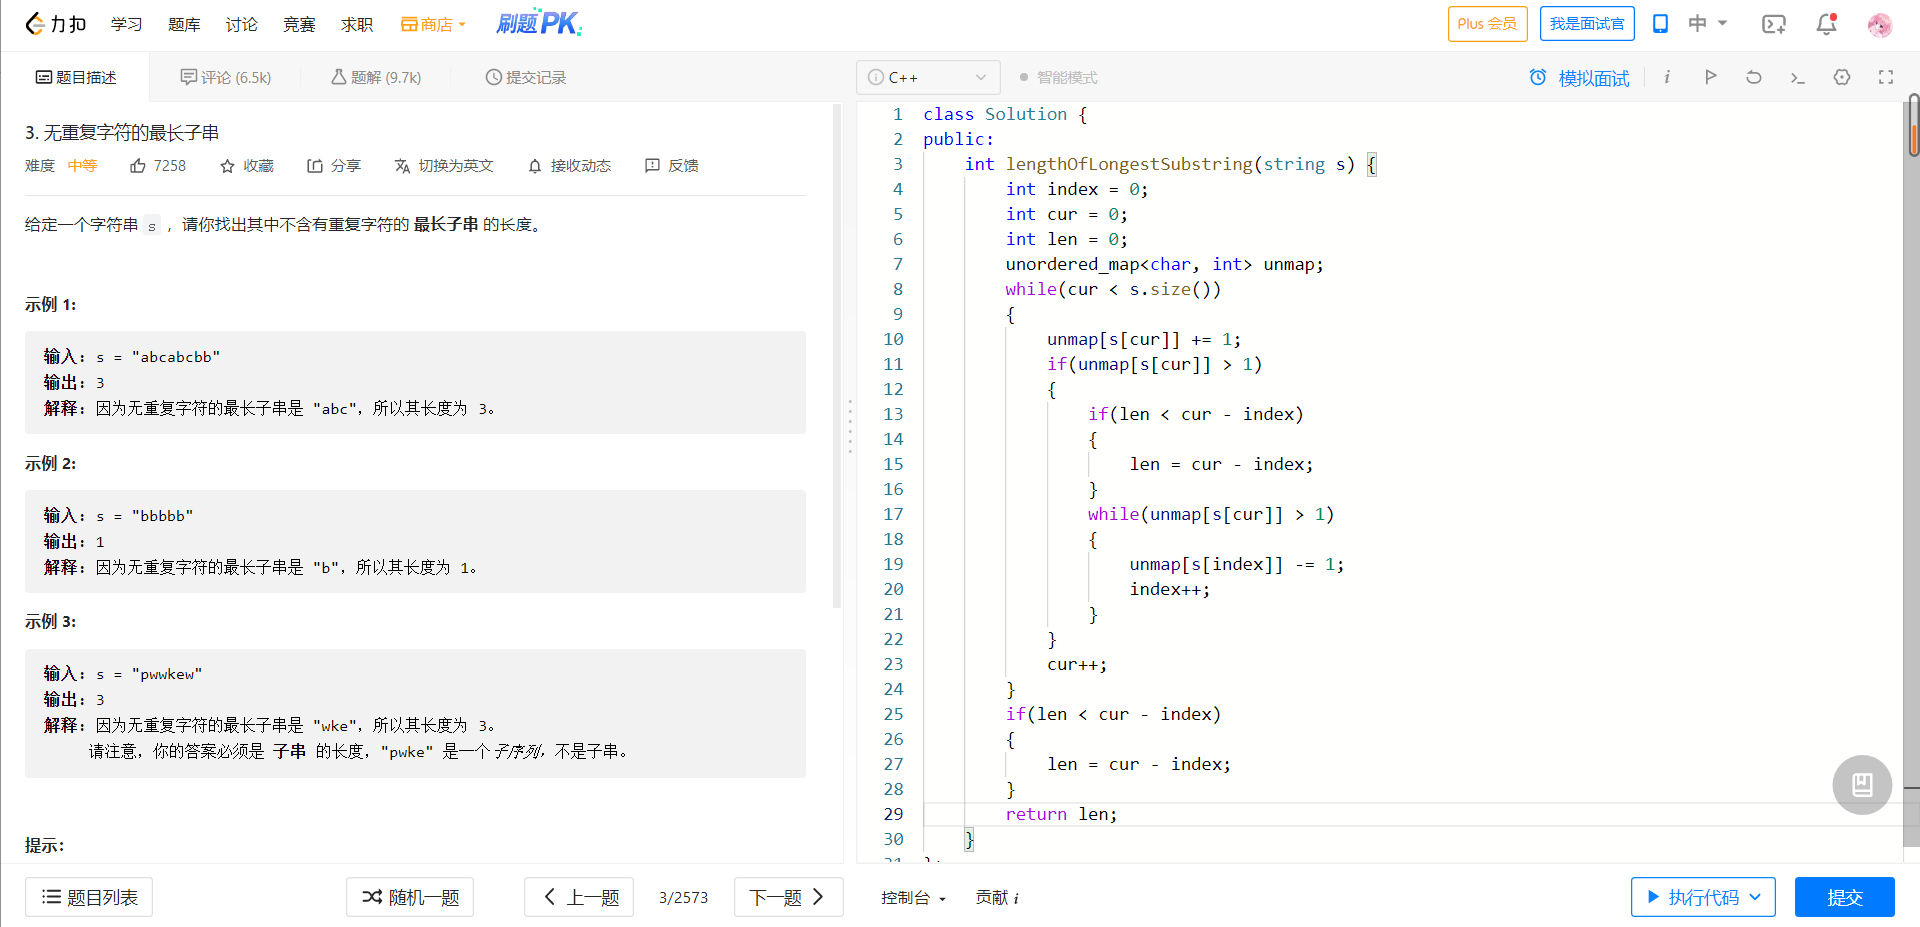 力扣 学习 题库 讨论 竞赛 求职 商店 刷题PK Plus 会员 我是面试官 中
题目描述 评论 (6.5k) 题解 (9.7k) 提交记录
3. 无重复字符的最长子串
难度 中等 7258 收藏 分享 切换为英文 接收动态 反馈
给定一个字符串 s ，请你找出其中不含有重复字符的 最长子串 的长度。
示例 1:
输入: s = "abcabcbb"
输出: 3
解释: 因为无重复字符的最长子串是 "abc"，所以其长度为 3。
示例 2:
输入: s = "bbbbb"
输出: 1
解释: 因为无重复字符的最长子串是 "b"，所以其长度为 1。
示例 3:
输入: s = "pwwkew"
输出: 3
解释: 因为无重复字符的最长子串是 "wke"，所以其长度为 3。
请注意，你的答案必须是 子串 的长度，"pwke" 是一个子序列，不是子串。
提示:
题目列表 随机一题 上一题 3/2573 下一题
C++ 智能模式 模拟面试
1 class Solution {
2 public:
3 int lengthOfLongestSubstring(string s) {
4 int index = 0;
5 int cur = 0;
6 int len = 0;
7 unordered_map<char, int> unmap;
8 while(cur < s.size())
9 {
10 unmap[s[cur]] += 1;
11 if(unmap[s[cur]] > 1)
12 {
13 if(len < cur - index)
14 {
15 len = cur - index;
16 }
17 while(unmap[s[cur]] > 1)
18 {
19 unmap[s[index]] -= 1;
20 index++;
21 }
22 }
23 cur++;
24 }
25 if(len < cur - index)
26 {
27 len = cur - index;
28 }
29 return len;
30 }
31 };
控制台 贡献 i 执行代码 提交